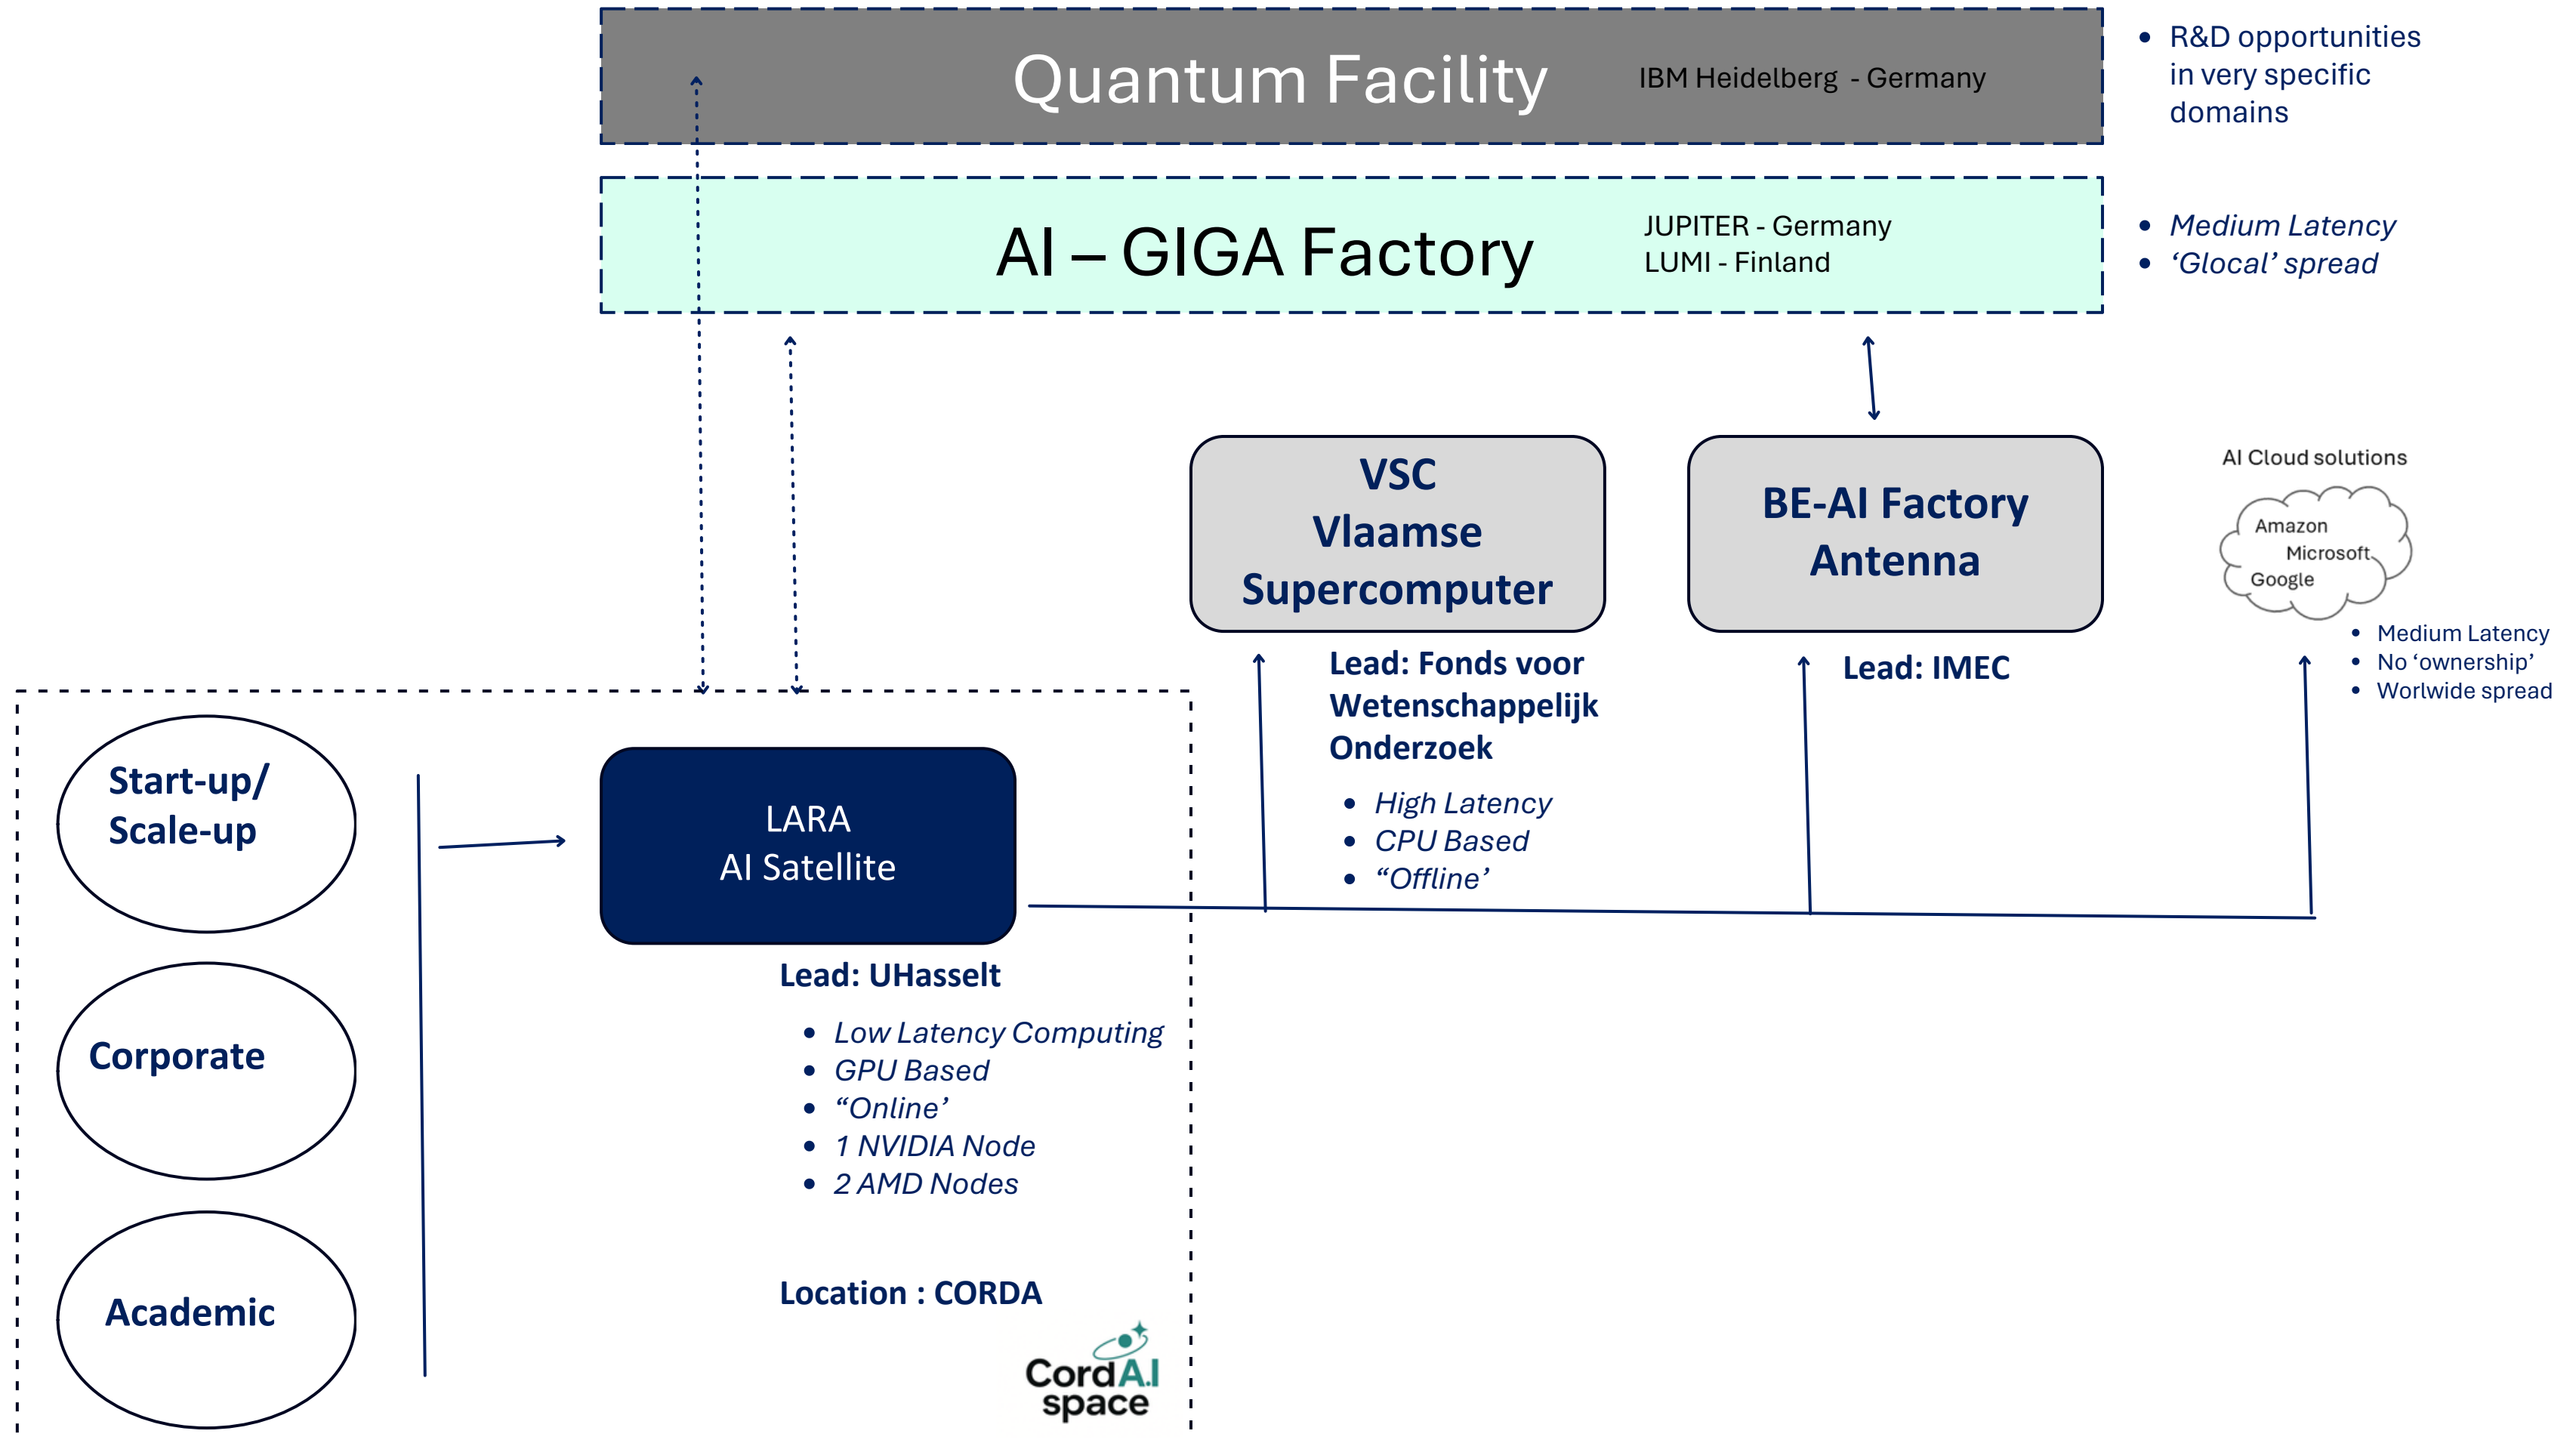 Quantum Facility
IBM Heidelberg - Germany
• R&D opportunities
in very specific
domains
AI – GIGA Factory
JUPITER - Germany
LUMI - Finland
• Medium Latency
• ‘Glocal’ spread
VSC
Vlaamse
Supercomputer
Lead: Fonds voor
Wetenschappelijk
Onderzoek
• High Latency
• CPU Based
• “Offline’
BE-AI Factory
Antenna
Lead: IMEC
AI Cloud solutions
Amazon
Microsoft
Google
• Medium Latency
• No ‘ownership’
• Worlwide spread
Start-up/
Scale-up
Corporate
Academic
LARA
AI Satellite
Lead: UHasselt
• Low Latency Computing
• GPU Based
• “Online’
• 1 NVIDIA Node
• 2 AMD Nodes
Location : CORDA
CordA.I
space